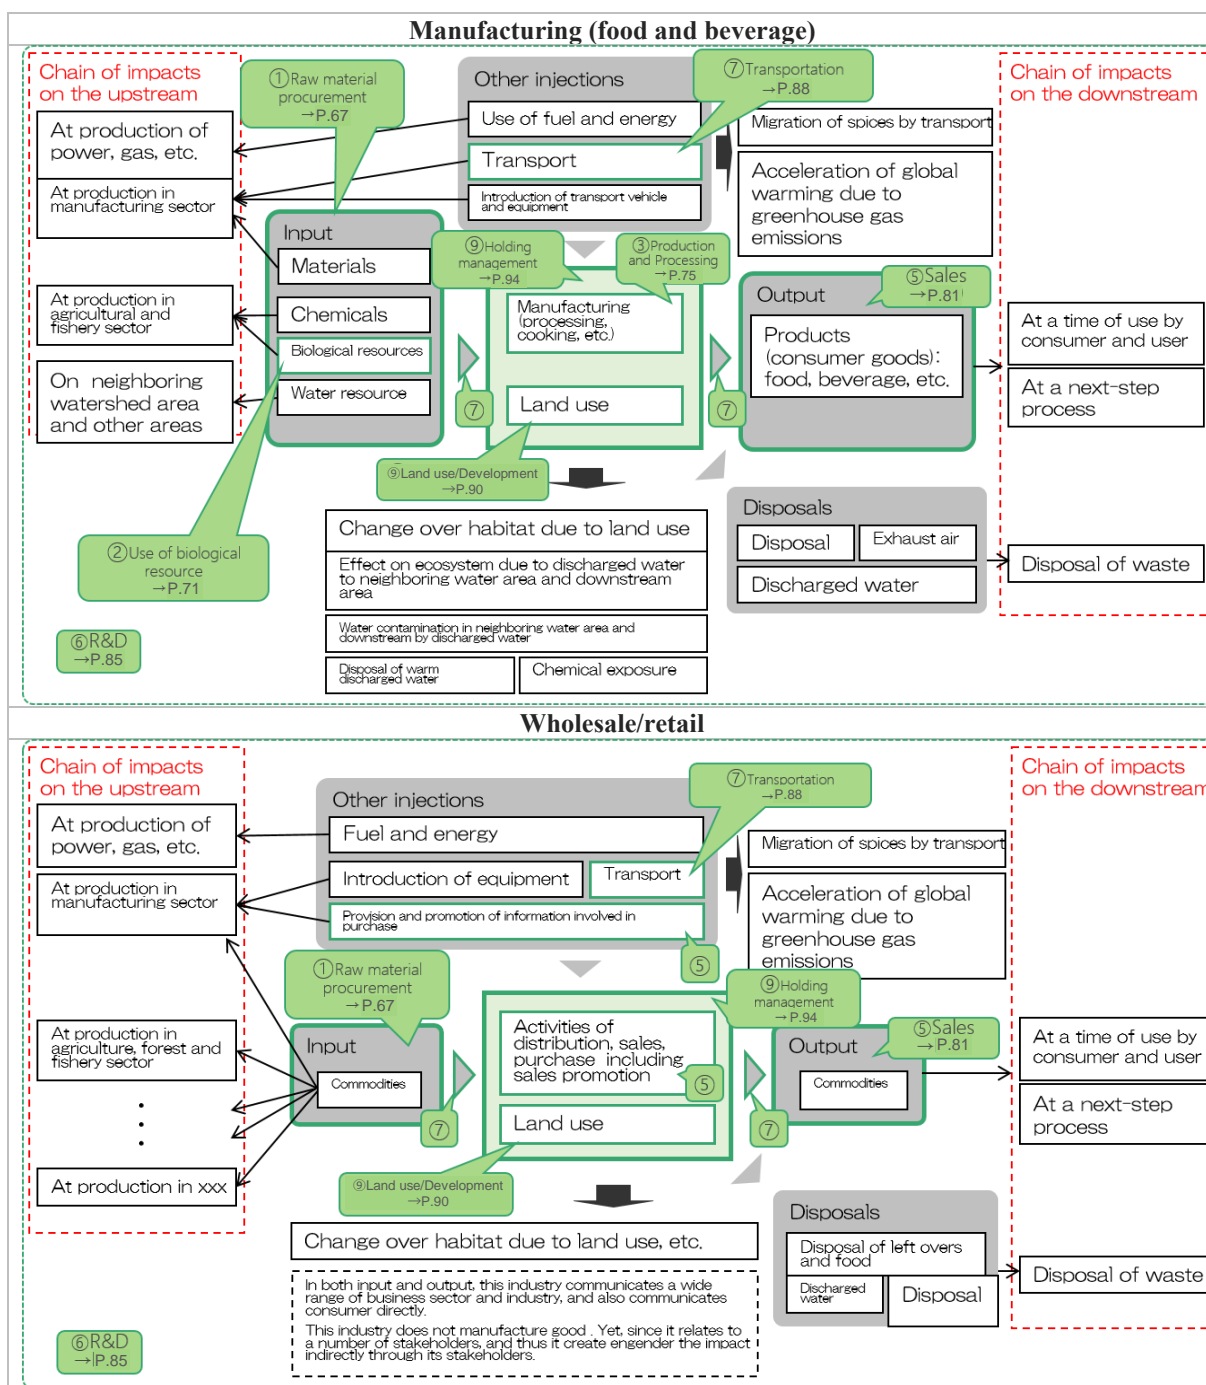 Manufacturing (food and beverage)
Chain of impacts
on the upstream
①Raw material
procurement
→P.67
Other injections
⑦Transportation
→P.88
Chain of impacts
on the downstream
At production of
power, gas, etc.
Use of fuel and energy
Migration of spices by transport
Transport
At production in
manufacturing sector
Introduction of transport vehicle
and equipment
Acceleration of global
warming due to
greenhouse gas
emissions
Input
Materials
⑨Holding
management
→P.94
③Production
and Processing
→P.75
⑤Sales
→P.81
Output
At production in
agricultural and
fishery sector
Chemicals
Manufacturing
(processing,
cooking, etc.)
Products
(consumer goods):
food, beverage, etc.
At a time of use by
consumer and user
Biological resources
On neighboring
watershed area
and other areas
Water resource
⑦
Land use
⑦
At a next-step
process
⑨Land use/Development
→P.90
Change over habitat due to land use
Disposals
Disposal
Exhaust air
Discharged water
Disposal of waste
②Use of biological
resource
→P.71
Effect on ecosystem due to discharged water
to neighboring water area and downstream
area
Water contamination in neighboring water area and
downstream by discharged water
Disposal of warm
discharged water
Chemical exposure
⑥R&D
→P.85
Wholesale/retail
Chain of impacts
on the upstream
Other injections
⑦Transportation
→P.88
Chain of impacts
on the downstream
At production of
power, gas, etc.
Fuel and energy
Migration of spices by transport
At production in
manufacturing sector
Introduction of equipment
Transport
Acceleration of global
warming due to
greenhouse gas
emissions
Provision and promotion of information involved in
purchase
⑤
①Raw material
procurement
→P.67
⑨Holding
management
→P.94
At production in
agriculture, forest and
fishery sector
Input
Commodities
⑦
Activities of
distribution, sales,
purchase including
sales promotion
⑤
Land use
⑦
⑤Sales
→P.81
Output
Commodities
At a time of use by
consumer and user
At a next-step
process
At production in xxx
⑨Land use/Development
→P.90
Change over habitat due to land use, etc.
Disposals
Disposal of left overs
and food
Discharged
water
Disposal
Disposal of waste
In both input and output, this industry communicates a wide
range of business sector and industry, and also communicates
consumer directly.
This industry does not manufacture good . Yet, since it relates to
a number of stakeholders, and thus it create engender the impact
indirectly through its stakeholders.
⑥R&D
→P.85